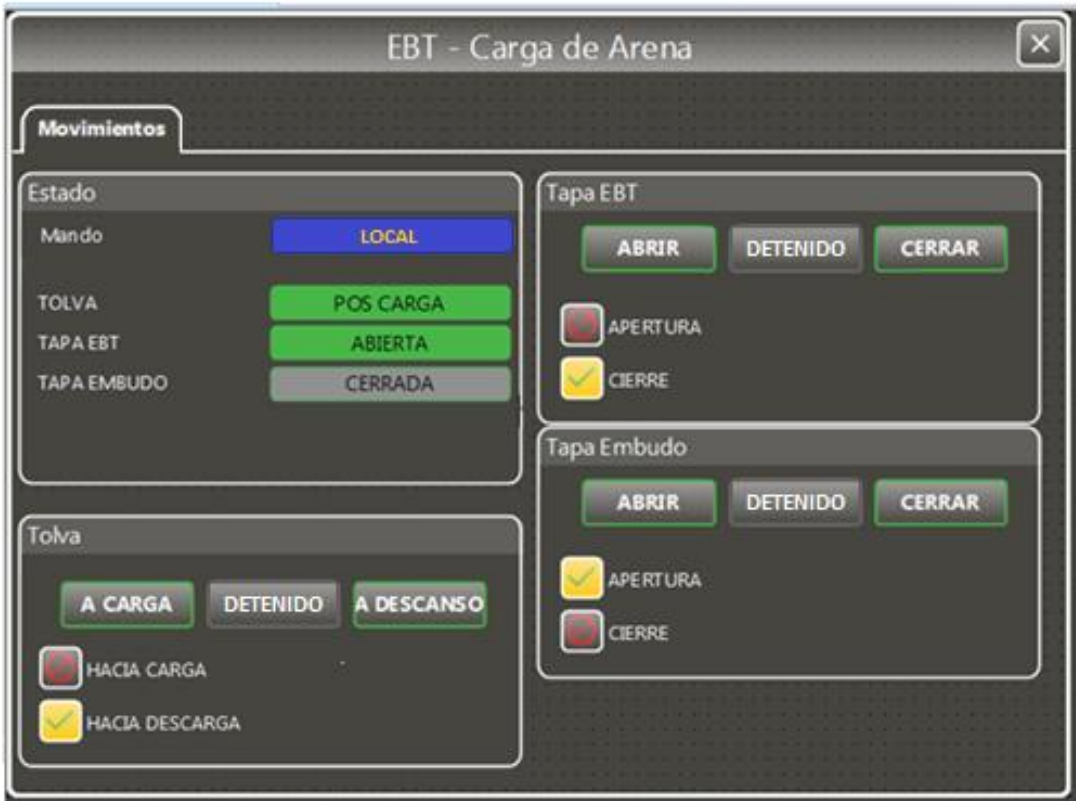 EBT - Carga de Arena
Movimientos
Estado
Mando LOCAL
TOLVA POS CARGA
TAPA EBT ABIERTA
TAPA EMBUDO CERRADA
Tolva
A CARGA DETENIDO A DESCANSO
HACIA CARGA
HACIA DESCARGA
Tapa EBT
ABRIR DETENIDO CERRAR
APERTURA
CIERRE
Tapa Embudo
ABRIR DETENIDO CERRAR
APERTURA
CIERRE